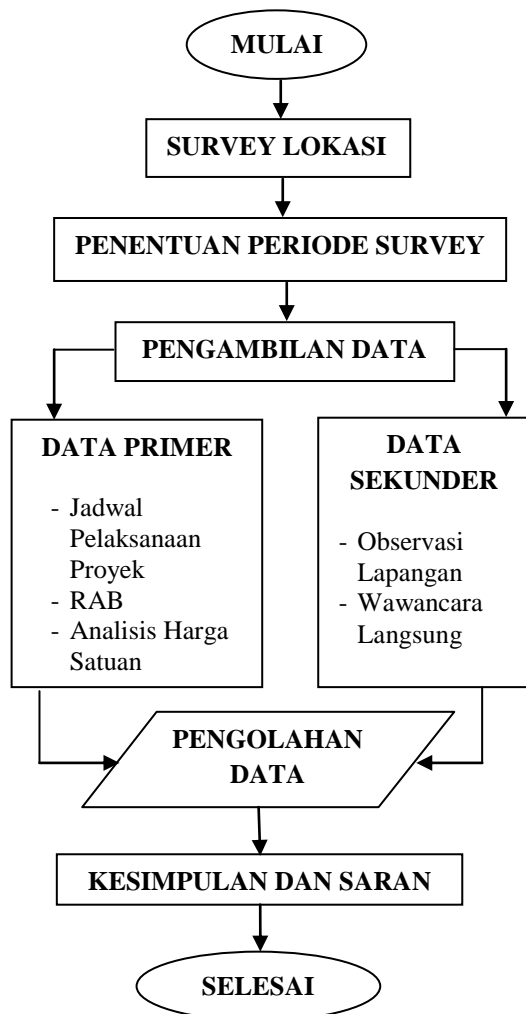 MULAI
SURVEY LOKASI
PENENTUAN PERIODE SURVEY
PENGAMBILAN DATA
DATA PRIMER
- Jadwal
Pelaksanaan
Proyek
- RAB
- Analisis Harga
Satuan
DATA
SEKUNDER
- Observasi
Lapangan
- Wawancara
Langsung
PENGOLAHAN
DATA
KESIMPULAN DAN SARAN
SELESAI